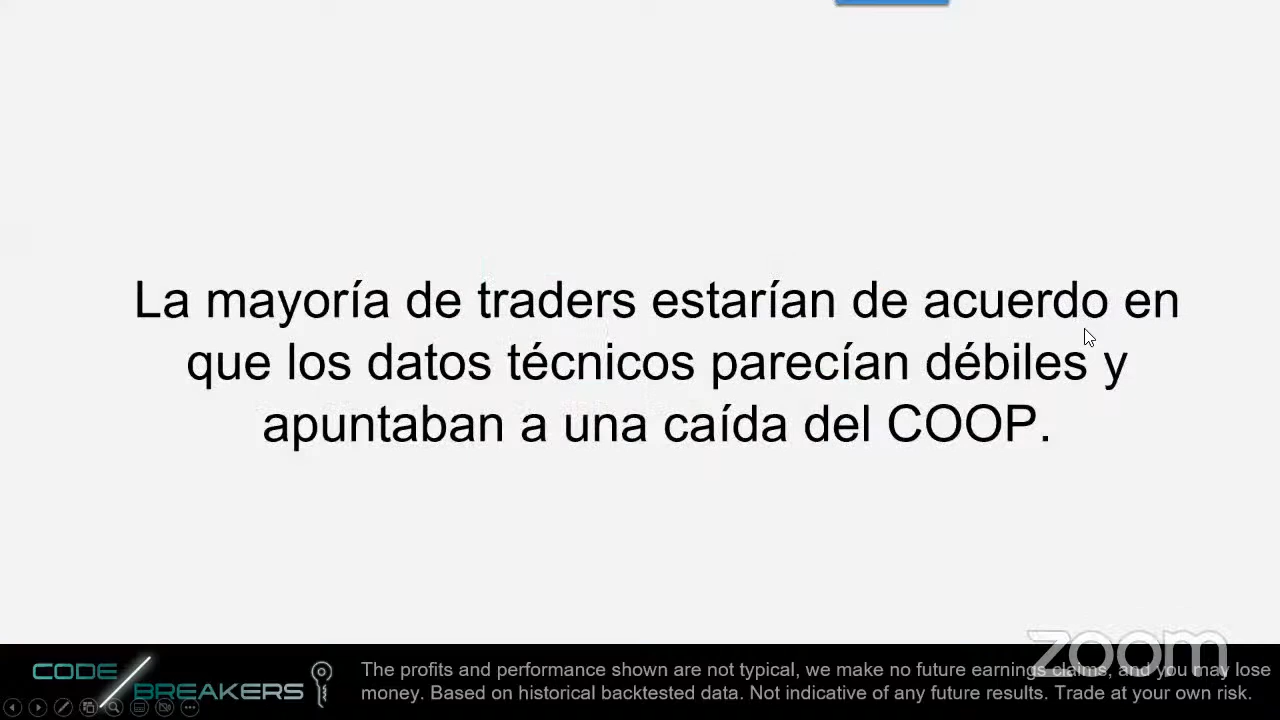 La mayoría de traders estarían de acuerdo en
que los datos técnicos parecían débiles y
apuntaban a una caída del COOP.
zoom
CODE
BREAKERS
The profits and performance shown are not typical, we make no future earnings claims, and you may lose
money. Based on historical backtested data. Not indicative of any future results. Trade at your own risk.